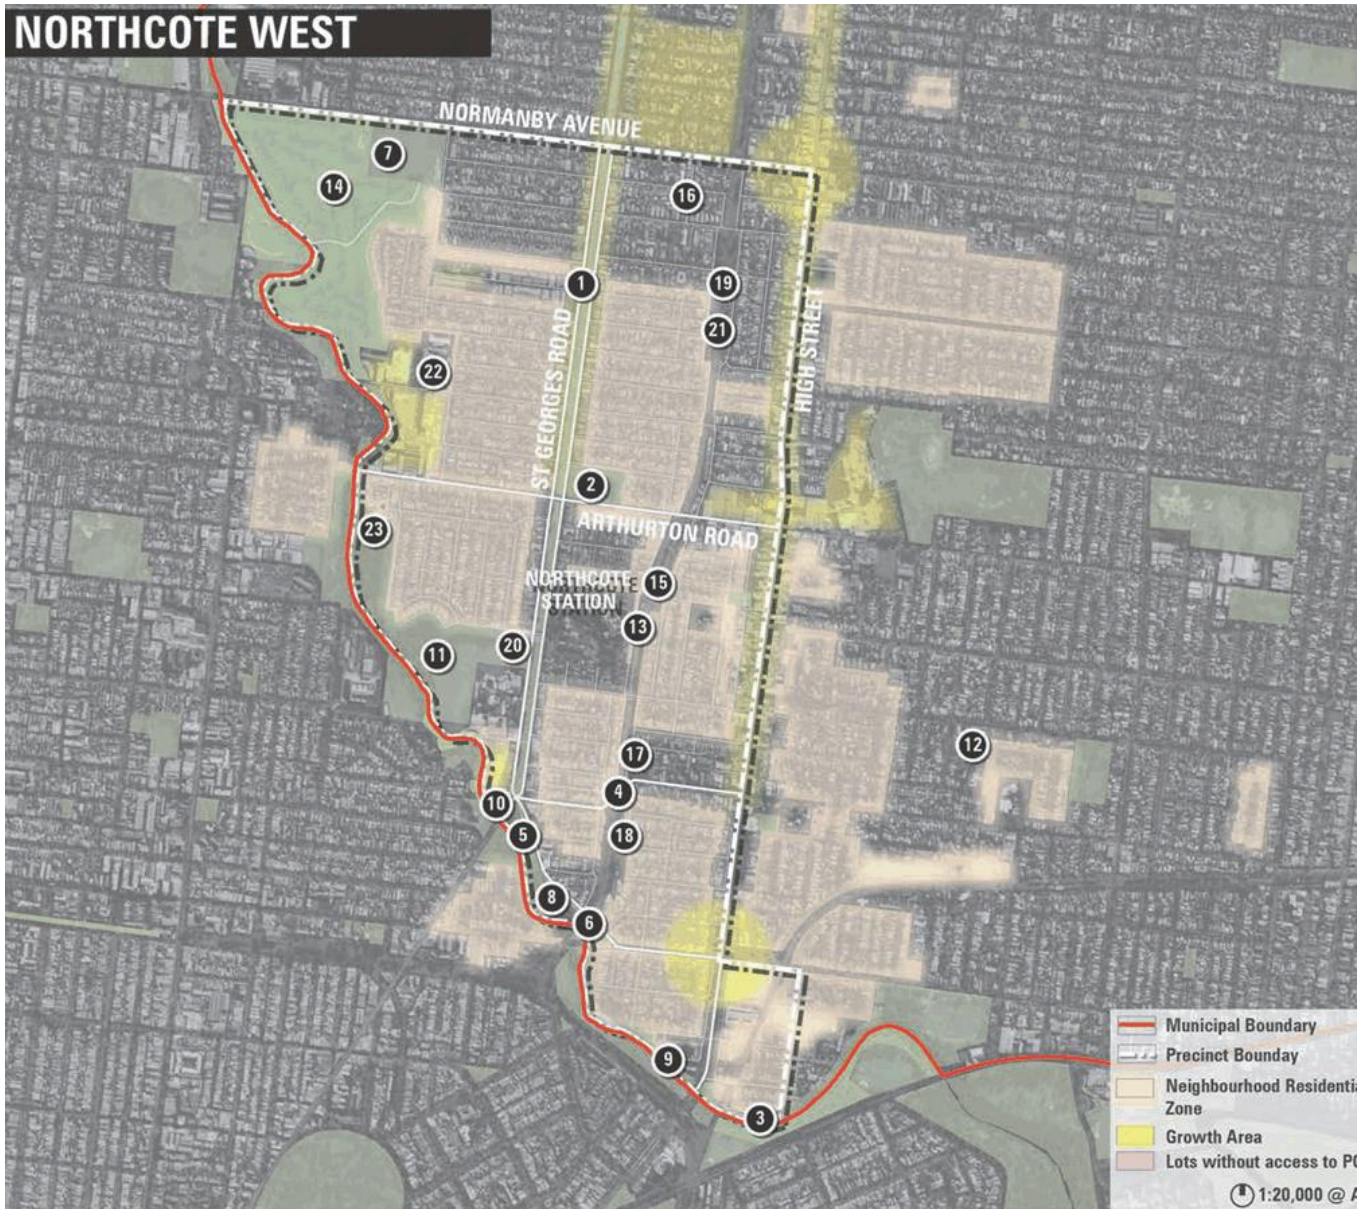 NORTHCOTE WEST
NORMANBY AVENUE
7
14
16
1
19
21
ST GEORGES ROAD
HIGH STREET
22
2
ARTHURTON ROAD
23
NORTHCOTE
STATION
15
13
20
11
17
12
4
10
5
18
8
6
9
3
Municipal Boundary
Precinct Bounday
Neighbourhood Residentia
Zone
Growth Area
Lots without access to PO
1:20,000 @ A